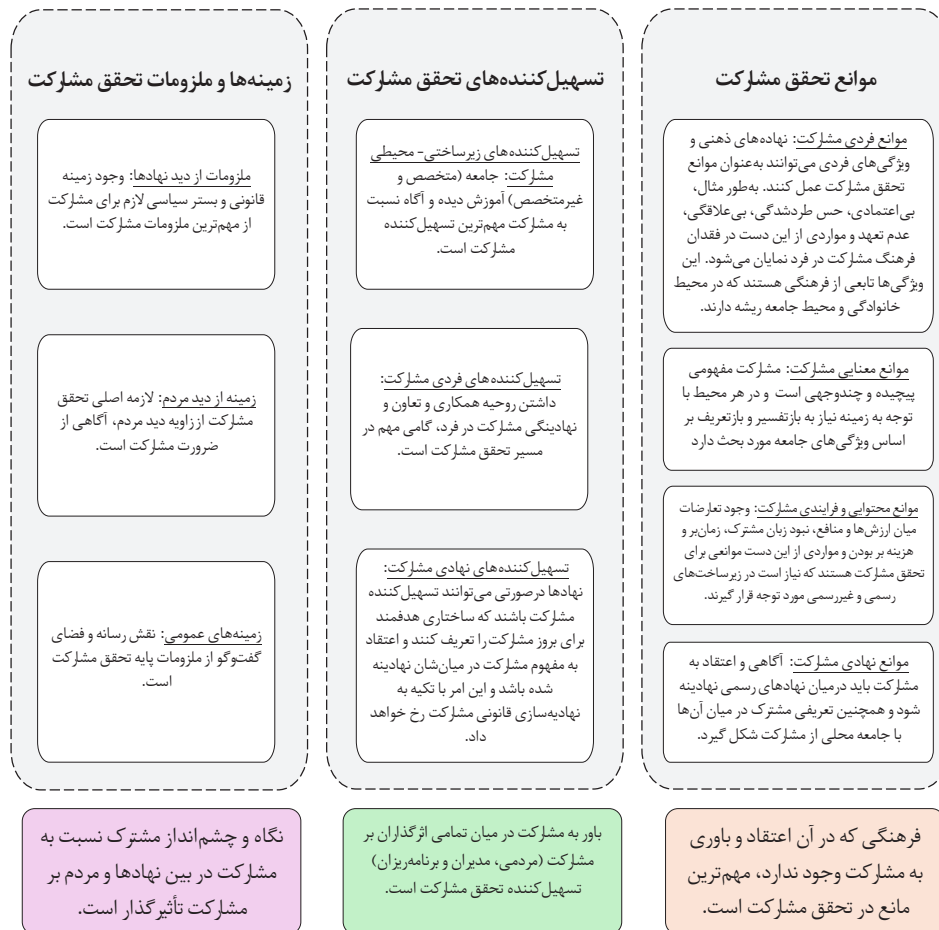 موانع تحقق مشارکت
موانع فردی مشارکت: نهاده‌های ذهنی و
ویژگی‌های فردی می‌توانند به‌عنوان موانع
تحقق مشارکت عمل کنند. به‌طور مثال،
بی‌اعتمادی، حس طردشدگی، بی‌علاقگی،
عدم تعهد و مواردی از این دست در فقدان
فرهنگ مشارکت در فرد نمایان می‌شود. این
ویژگی‌ها تابعی از فرهنگی هستند که در محیط
خانوادگی و محیط جامعه ریشه دارند.
موانع معنایی مشارکت: مشارکت مفهومی
پیچیده و چندوجهی است و در هر محیط با
توجه به زمینه نیاز به بازتفسیر و بازتعریف بر
اساس ویژگی‌های جامعه مورد بحث دارد
موانع محتوایی و فرایندی مشارکت: وجود تعارضات
میان ارزش‌ها و منافع، نبود زبان مشترک، زمان‌بر و
هزینه بر بودن و مواردی از این دست موانعی برای
تحقق مشارکت هستند که نیاز است در زیرساخت‌های
رسمی و غیررسمی مورد توجه قرار گیرند.
موانع نهادی مشارکت: آگاهی و اعتقاد به
مشارکت باید درمیان نهادهای رسمی نهادینه
شود و همچنین تعریفی مشترک در میان آن‌ها
با جامعه محلی از مشارکت شکل گیرد.
فرهنگی که در آن اعتقاد و باوری
به مشارکت وجود ندارد، مهم‌ترین
مانع در تحقق مشارکت است.
تسهیل‌کننده‌های تحقق مشارکت
تسهیل‌کننده‌های زیرساختی- محیطی
مشارکت: جامعه (متخصص و
غیرمتخصص) آموزش دیده و آگاه نسبت
به مشارکت مهم‌ترین تسهیل‌کننده
مشارکت است.
تسهیل‌کننده‌های فردی مشارکت:
داشتن روحیه همکاری و تعاون و
نهادینگی مشارکت در فرد، گامی مهم در
مسیر تحقق مشارکت است.
تسهیل‌کننده‌های نهادی مشارکت:
نهادها درصورتی می‌توانند تسهیل‌کننده
مشارکت باشند که ساختاری هدفمند
برای بروز مشارکت را تعریف کنند و اعتقاد
به مفهوم مشارکت در میان‌شان نهادینه
شده باشد و این امر با تکیه به
نهادیه‌سازی قانونی مشارکت رخ خواهد
داد.
باور به مشارکت در میان تمامی اثرگذاران بر
مشارکت (مردمی، مدیران و برنامه‌ریزان)
تسهیل‌کننده تحقق مشارکت است.
زمینه‌ها و ملزومات تحقق مشارکت
ملزومات از دید نهادها: وجود زمینه
قانونی و بستر سیاسی لازم برای مشارکت
از مهم‌ترین ملزومات مشارکت است.
زمینه از دید مردم: لازمه اصلی تحقق
مشارکت از زاویه دید مردم، آگاهی از
ضرورت مشارکت است.
زمینه‌های عمومی: نقش رسانه و فضای
گفت‌وگو از ملزومات پایه تحقق مشارکت
است.
نگاه و چشم‌انداز مشترک نسبت به
مشارکت در بین نهادها و مردم بر
مشارکت تأثیرگذار است.